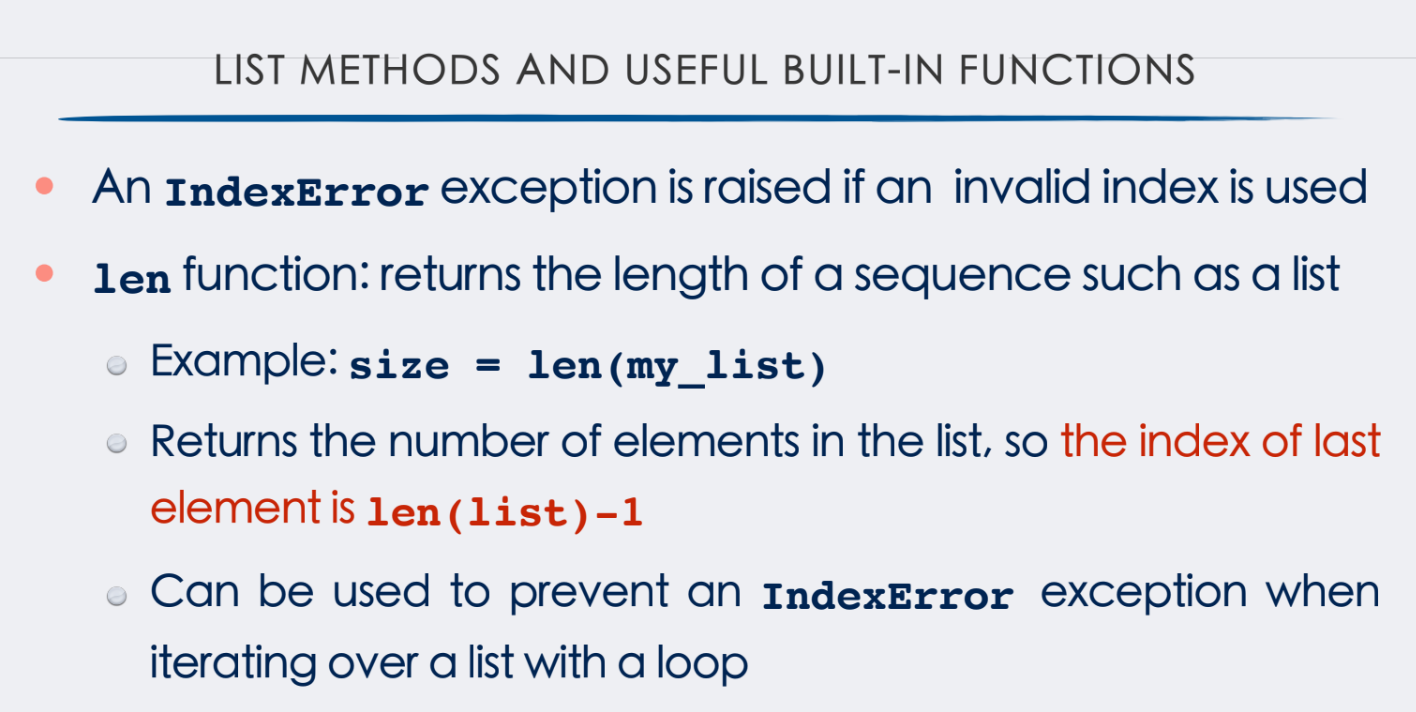 LIST METHODS AND USEFUL BUILT-IN FUNCTIONS
An IndexError exception is raised if an invalid index is used
len function: returns the length of a sequence such as a list
Example: size = len(my_list)
Returns the number of elements in the list, so the index of last
element is len(list)-1
Can be used to prevent an IndexError exception when
iterating over a list with a loop